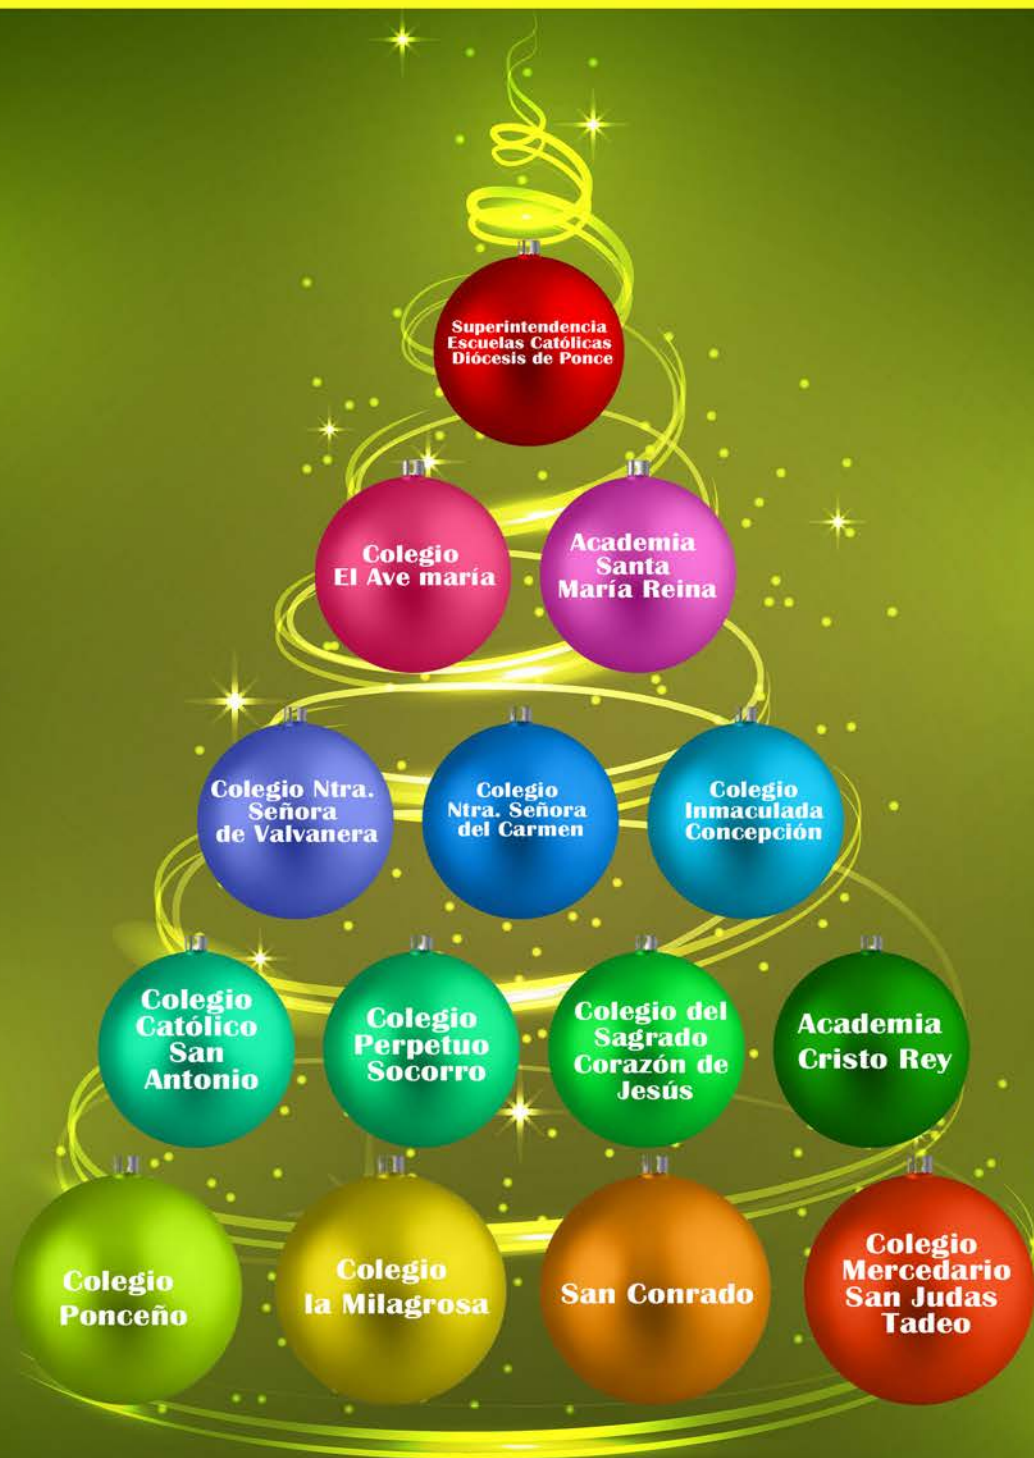 Superintendencia
Escuelas Católicas
Diócesis de Ponce
Colegio
El Ave maría
Academia
Santa
María Reina
Colegio Ntra.
Señora
de Valvanera
Colegio
Ntra. Señora
del Carmen
Colegio
Inmaculada
Concepción
Colegio
Católico
San
Antonio
Colegio
Perpetuo
Socorro
Colegio del
Sagrado
Corazón de
Jesús
Academia
Cristo Rey
Colegio
Ponceño
Colegio
la Milagrosa
San Conrado
Colegio
Mercedario
San Judas
Tadeo